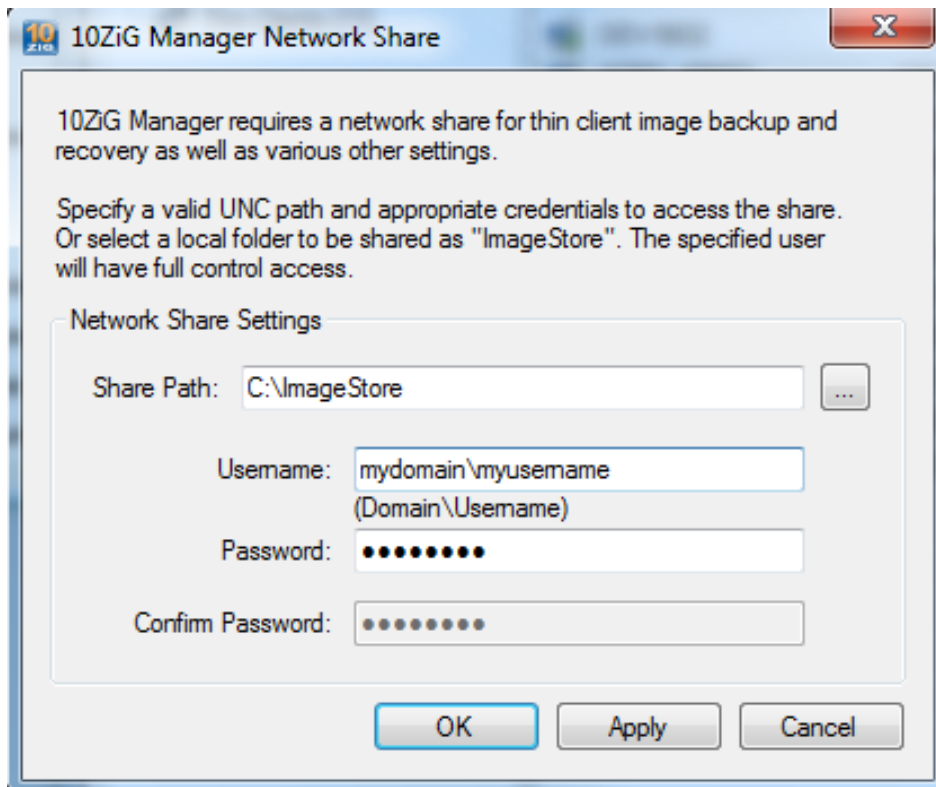 10
ZiG
10ZiG Manager Network Share
X
10ZiG Manager requires a network share for thin client image backup and
recovery as well as various other settings.
Specify a valid UNC path and appropriate credentials to access the share.
Or select a local folder to be shared as "ImageStore". The specified user
will have full control access.
Network Share Settings
Share Path: C:\ImageStore ...
Username: mydomain\myusername
(Domain\Username)
Password: ●●●●●●●●
Confirm Password: ●●●●●●●●
OK Apply Cancel